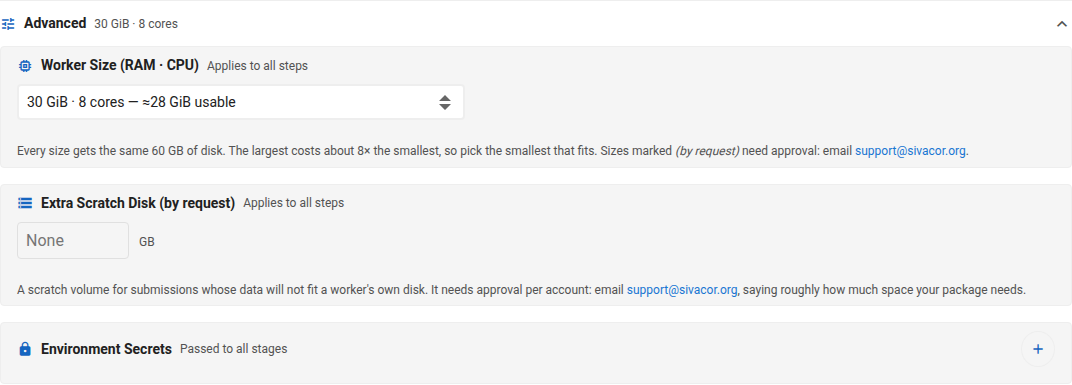 Advanced 30 GiB · 8 cores
Worker Size (RAM · CPU) Applies to all steps
30 GiB · 8 cores — ≈28 GiB usable
Every size gets the same 60 GB of disk. The largest costs about 8× the smallest, so pick the smallest that fits. Sizes marked (by request) need approval: email support@sivacor.org.
Extra Scratch Disk (by request) Applies to all steps
None GB
A scratch volume for submissions whose data will not fit a worker's own disk. It needs approval per account: email support@sivacor.org, saying roughly how much space your package needs.
Environment Secrets Passed to all stages